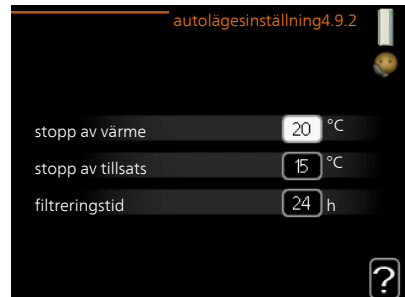 autolägesinställning4.9.2
stopp av värme 20 °C
stopp av tillsats 15 °C
filtreringstid 24 h
?